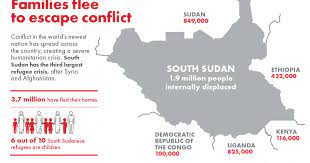 Families flee
to escape conflict
Conflict in the world's newest
nation has spread across
the country, creating a severe
humanitarian crisis. South
Sudan has the third largest
refugee crisis, after Syria
and Afghanistan.
3.7 million have fled their homes.
6 out of 10 South Sudanese
refugees are children.
SUDAN
849,000
SOUTH SUDAN
1.9 million people
internally displaced
ETHIOPIA
422,000
KENYA
116,000
UGANDA
825,000
DEMOCRATIC
REPUBLIC OF
THE CONGO
100,000